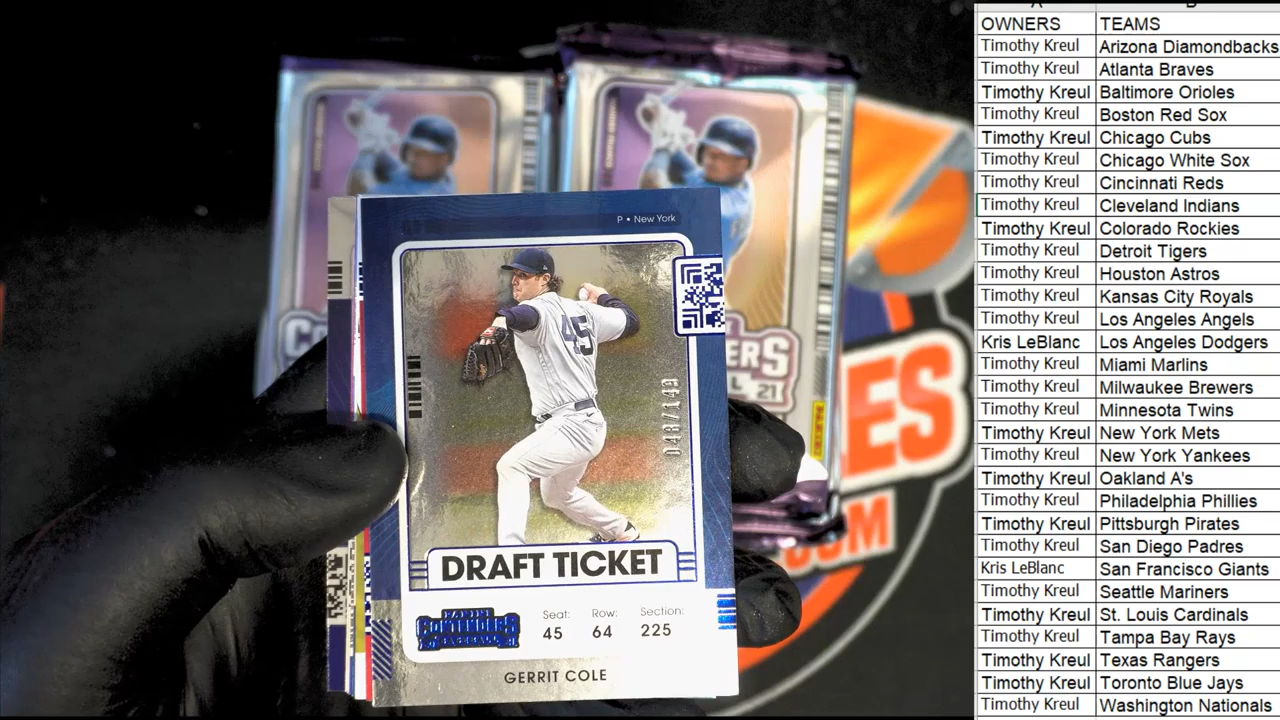 P • New York
45
048/149
DRAFT TICKET
PANINI
CONTENDERS
Seat: Row: Section:
45 64 225
GERRIT COLE
21
.COM
OWNERS TEAMS
Timothy Kreul Arizona Diamondbacks
Timothy Kreul Atlanta Braves
Timothy Kreul Baltimore Orioles
Timothy Kreul Boston Red Sox
Timothy Kreul Chicago Cubs
Timothy Kreul Chicago White Sox
Timothy Kreul Cincinnati Reds
Timothy Kreul Cleveland Indians
Timothy Kreul Colorado Rockies
Timothy Kreul Detroit Tigers
Timothy Kreul Houston Astros
Timothy Kreul Kansas City Royals
Timothy Kreul Los Angeles Angels
Kris LeBlanc Los Angeles Dodgers
Timothy Kreul Miami Marlins
Timothy Kreul Milwaukee Brewers
Timothy Kreul Minnesota Twins
Timothy Kreul New York Mets
Timothy Kreul New York Yankees
Timothy Kreul Oakland A's
Timothy Kreul Philadelphia Phillies
Timothy Kreul Pittsburgh Pirates
Timothy Kreul San Diego Padres
Kris LeBlanc San Francisco Giants
Timothy Kreul Seattle Mariners
Timothy Kreul St. Louis Cardinals
Timothy Kreul Tampa Bay Rays
Timothy Kreul Texas Rangers
Timothy Kreul Toronto Blue Jays
Timothy Kreul Washington Nationals